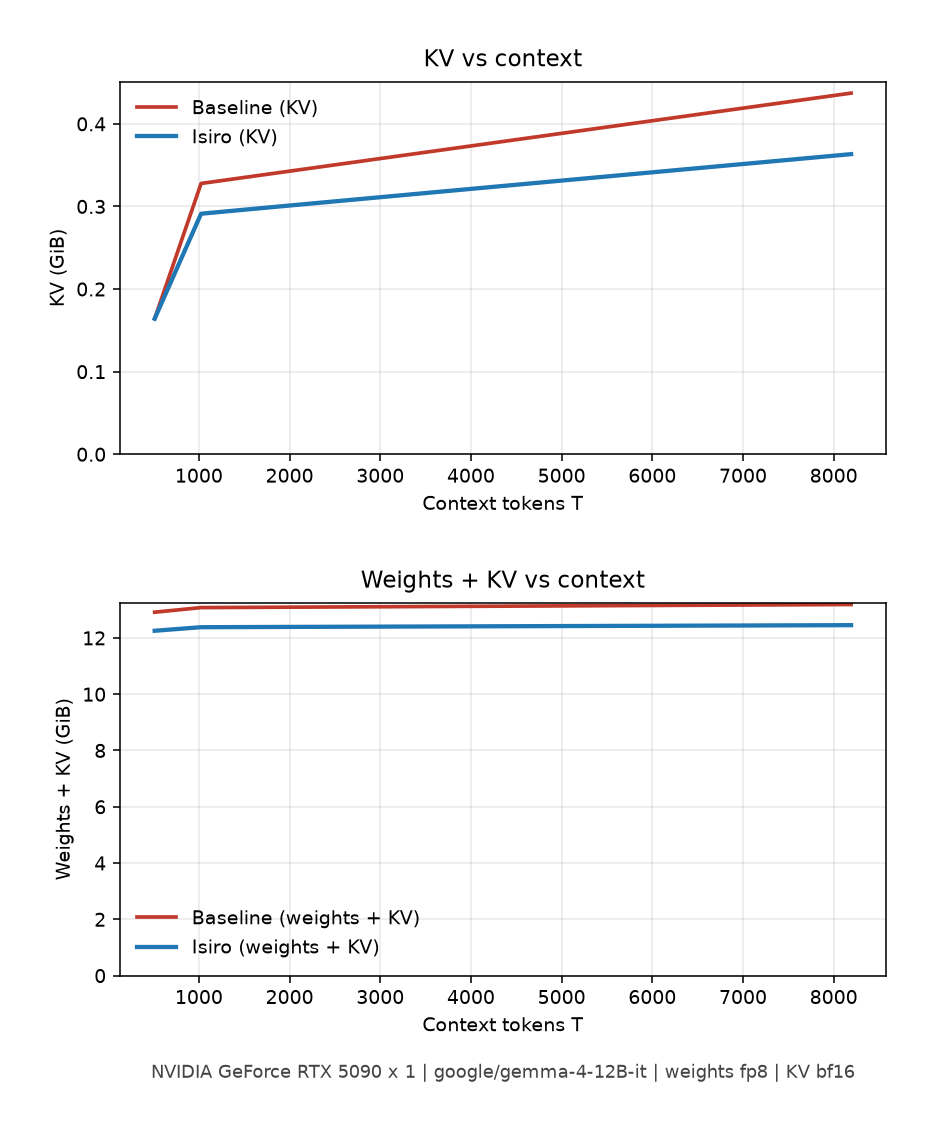 KV vs context
Baseline (KV)
Isiro (KV)
KV (GiB)
0.4
0.3
0.2
0.1
0.0
1000 2000 3000 4000 5000 6000 7000 8000
Context tokens T
Weights + KV vs context
Weights + KV (GiB)
12
10
8
6
4
2
0
Baseline (weights + KV)
Isiro (weights + KV)
1000 2000 3000 4000 5000 6000 7000 8000
Context tokens T
NVIDIA GeForce RTX 5090 x 1 | google/gemma-4-12B-it | weights fp8 | KV bf16